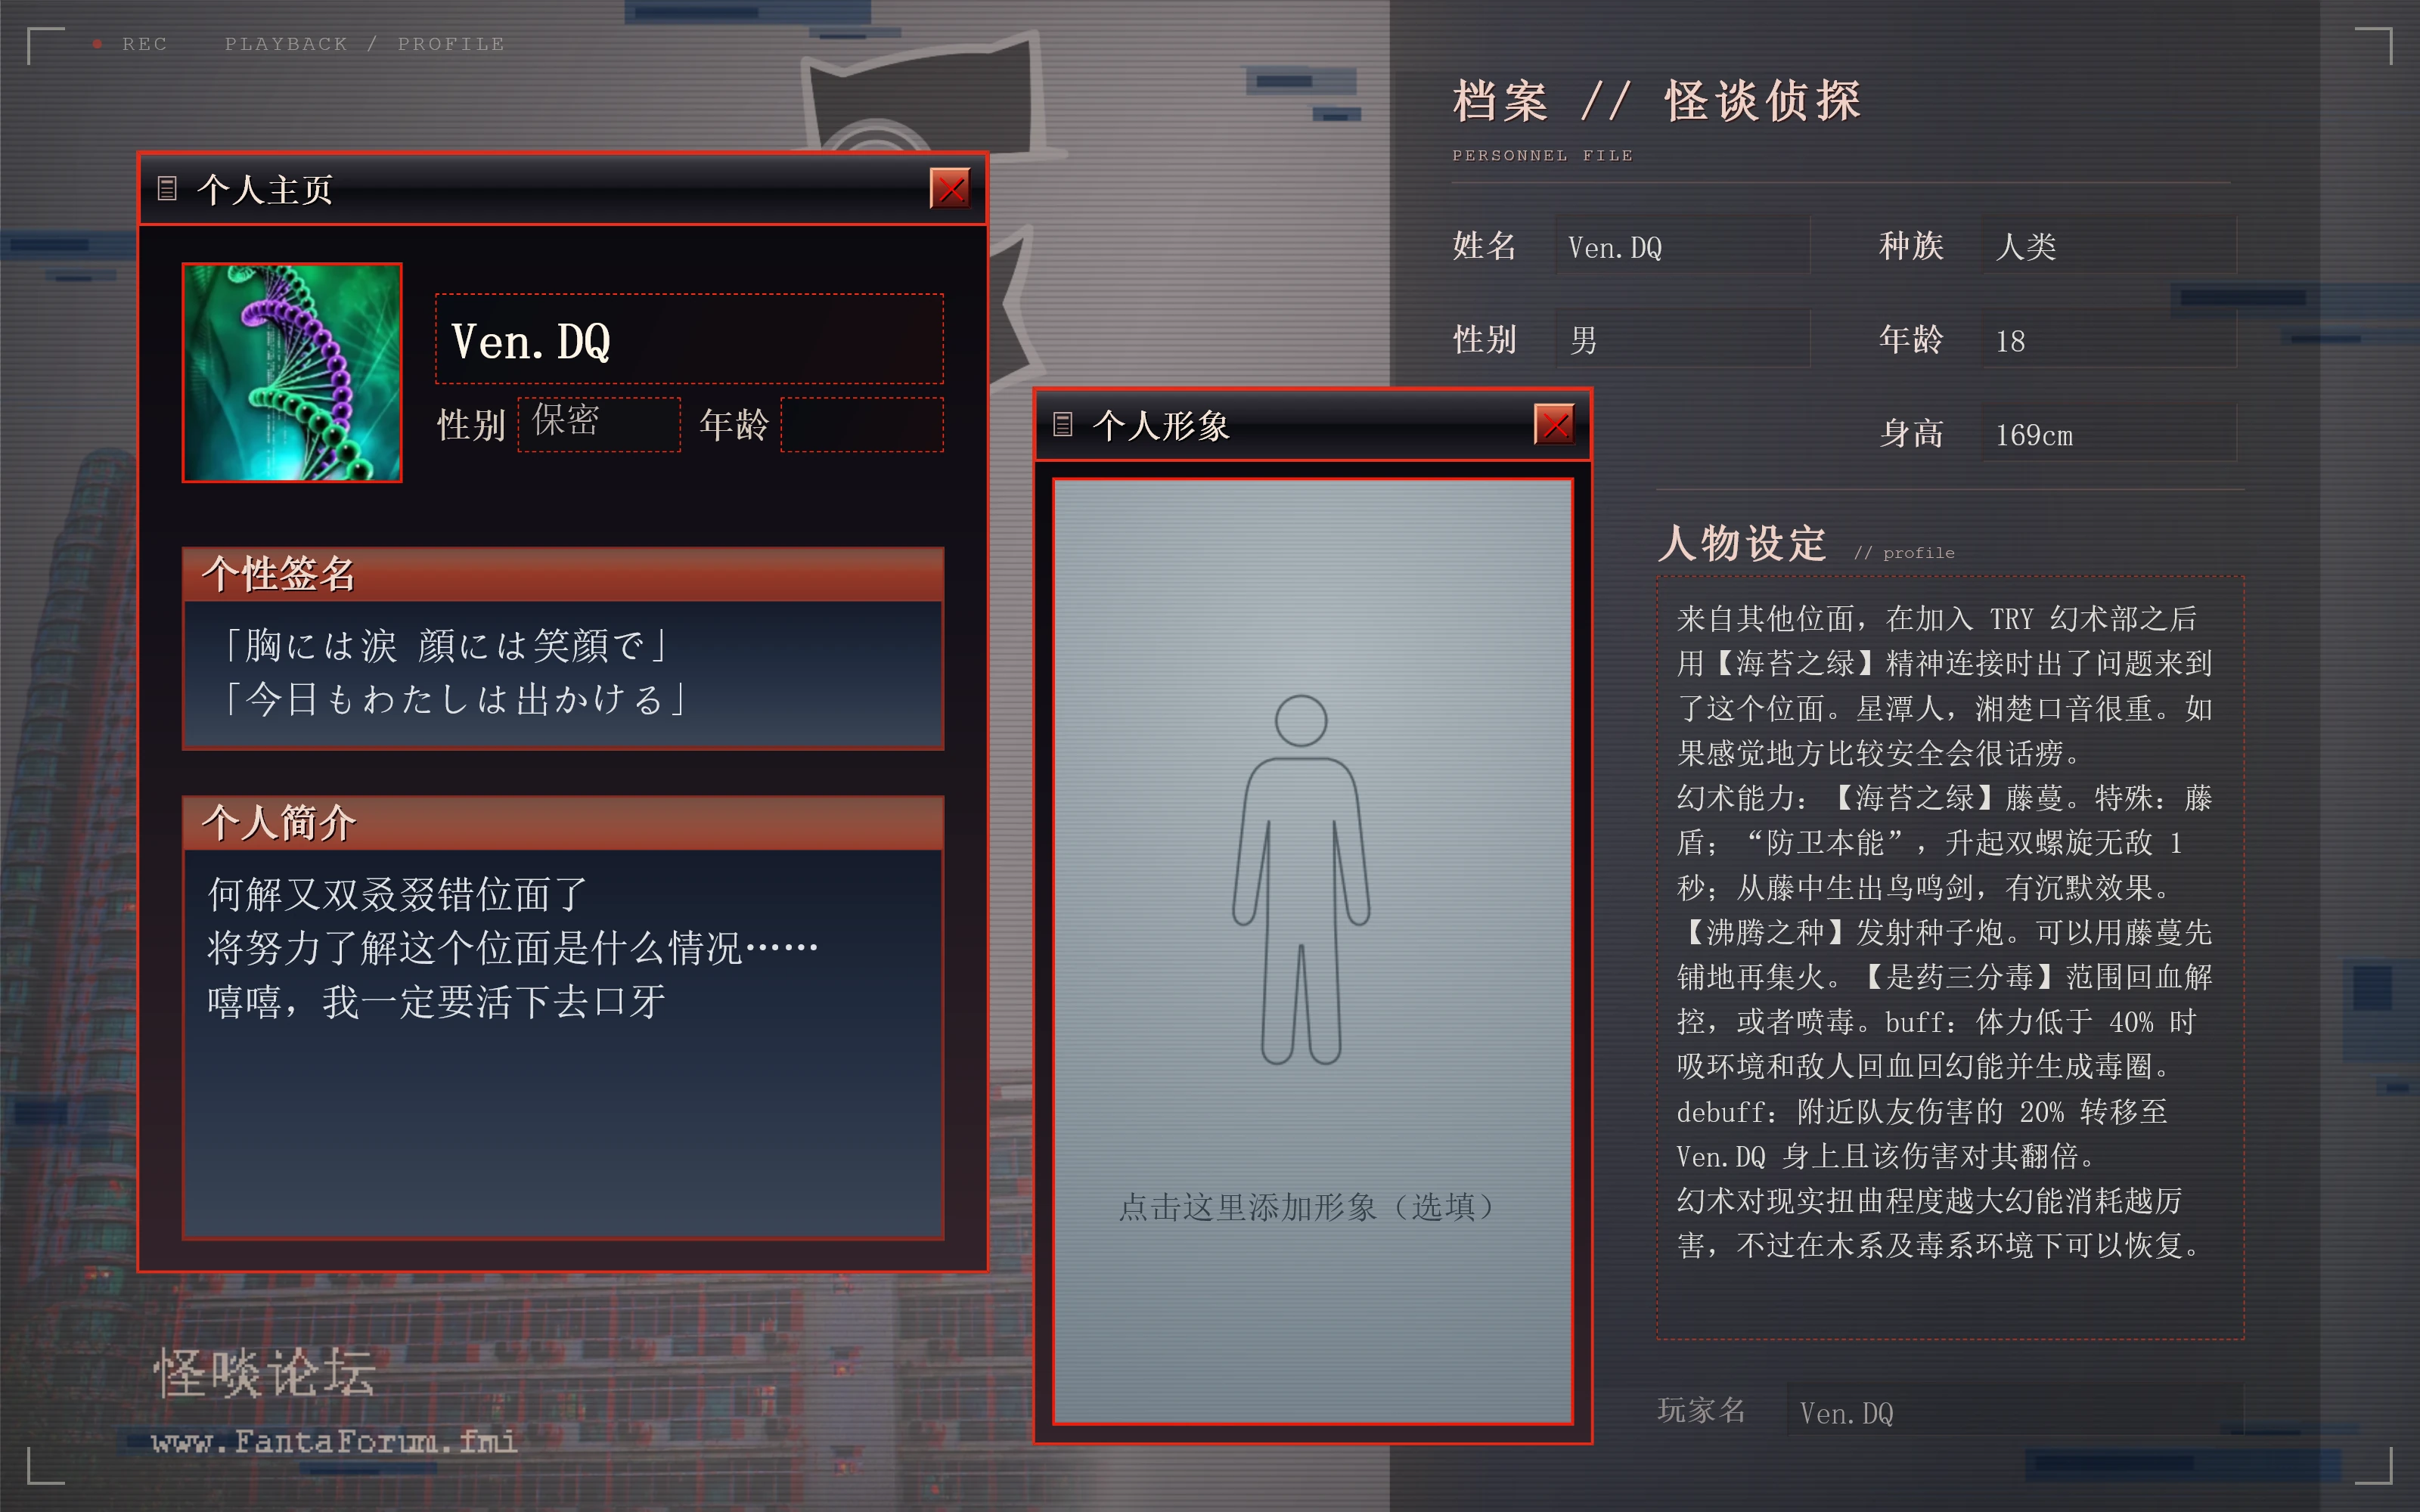 REC PLAYBACK / PROFILE
个人主页
Ven.DQ
性别 保密 年龄
个性签名
「胸には涙 顔には笑顔で」
「今日もわたしは出かける」
个人简介
何解又双叒叕错位面了
将努力了解这个位面是什么情况……
嘻嘻，我一定要活下去口牙
怪啖论坛
www.FantaForum.fmi
个人形象
点击这里添加形象（选填）
档案 // 怪谈侦探
PERSONNEL FILE
姓名 Ven.DQ 种族 人类
性别 男 年龄 18
身高 169cm
人物设定 // profile
来自其他位面，在加入 TRY 幻术部之后
用【海苔之绿】精神连接时出了问题来到
了这个位面。星潭人，湘楚口音很重。如
果感觉地方比较安全会很话痨。
幻术能力：【海苔之绿】藤蔓。特殊：藤
盾；“防卫本能”，升起双螺旋无敌 1
秒；从藤中生出鸟鸣剑，有沉默效果。
【沸腾之种】发射种子炮。可以用藤蔓先
铺地再集火。【是药三分毒】范围回血解
控，或者喷毒。buff：体力低于 40% 时
吸环境和敌人回血回幻能并生成毒圈。
debuff：附近队友伤害的 20% 转移至
Ven.DQ 身上且该伤害对其翻倍。
幻术对现实扭曲程度越大幻能消耗越厉
害，不过在木系及毒系环境下可以恢复。
玩家名 Ven.DQ